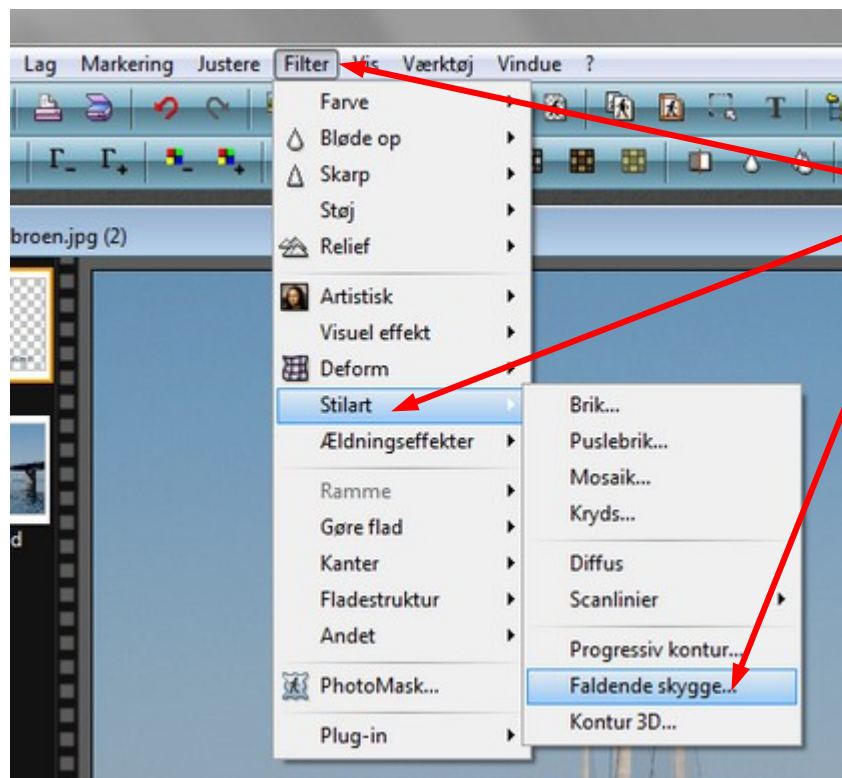 Lag Markering Justere Filter Vis Værktøj Vindue ?
T
Γ- Γ+
broen.jpg (2)
Farve
Bløde op
Skarp
Støj
Relief
Artistisk
Visuel effekt
Deform
Stilart
Ældningseffekter
Ramme
Gøre flad
Kanter
Fladestruktur
Andet
PhotoMask...
Plug-in
Brik...
Puslebrik...
Mosaik...
Kryds...
Diffus
Scanlinier
Progressiv kontur...
Faldende skygge...
Kontur 3D...
d